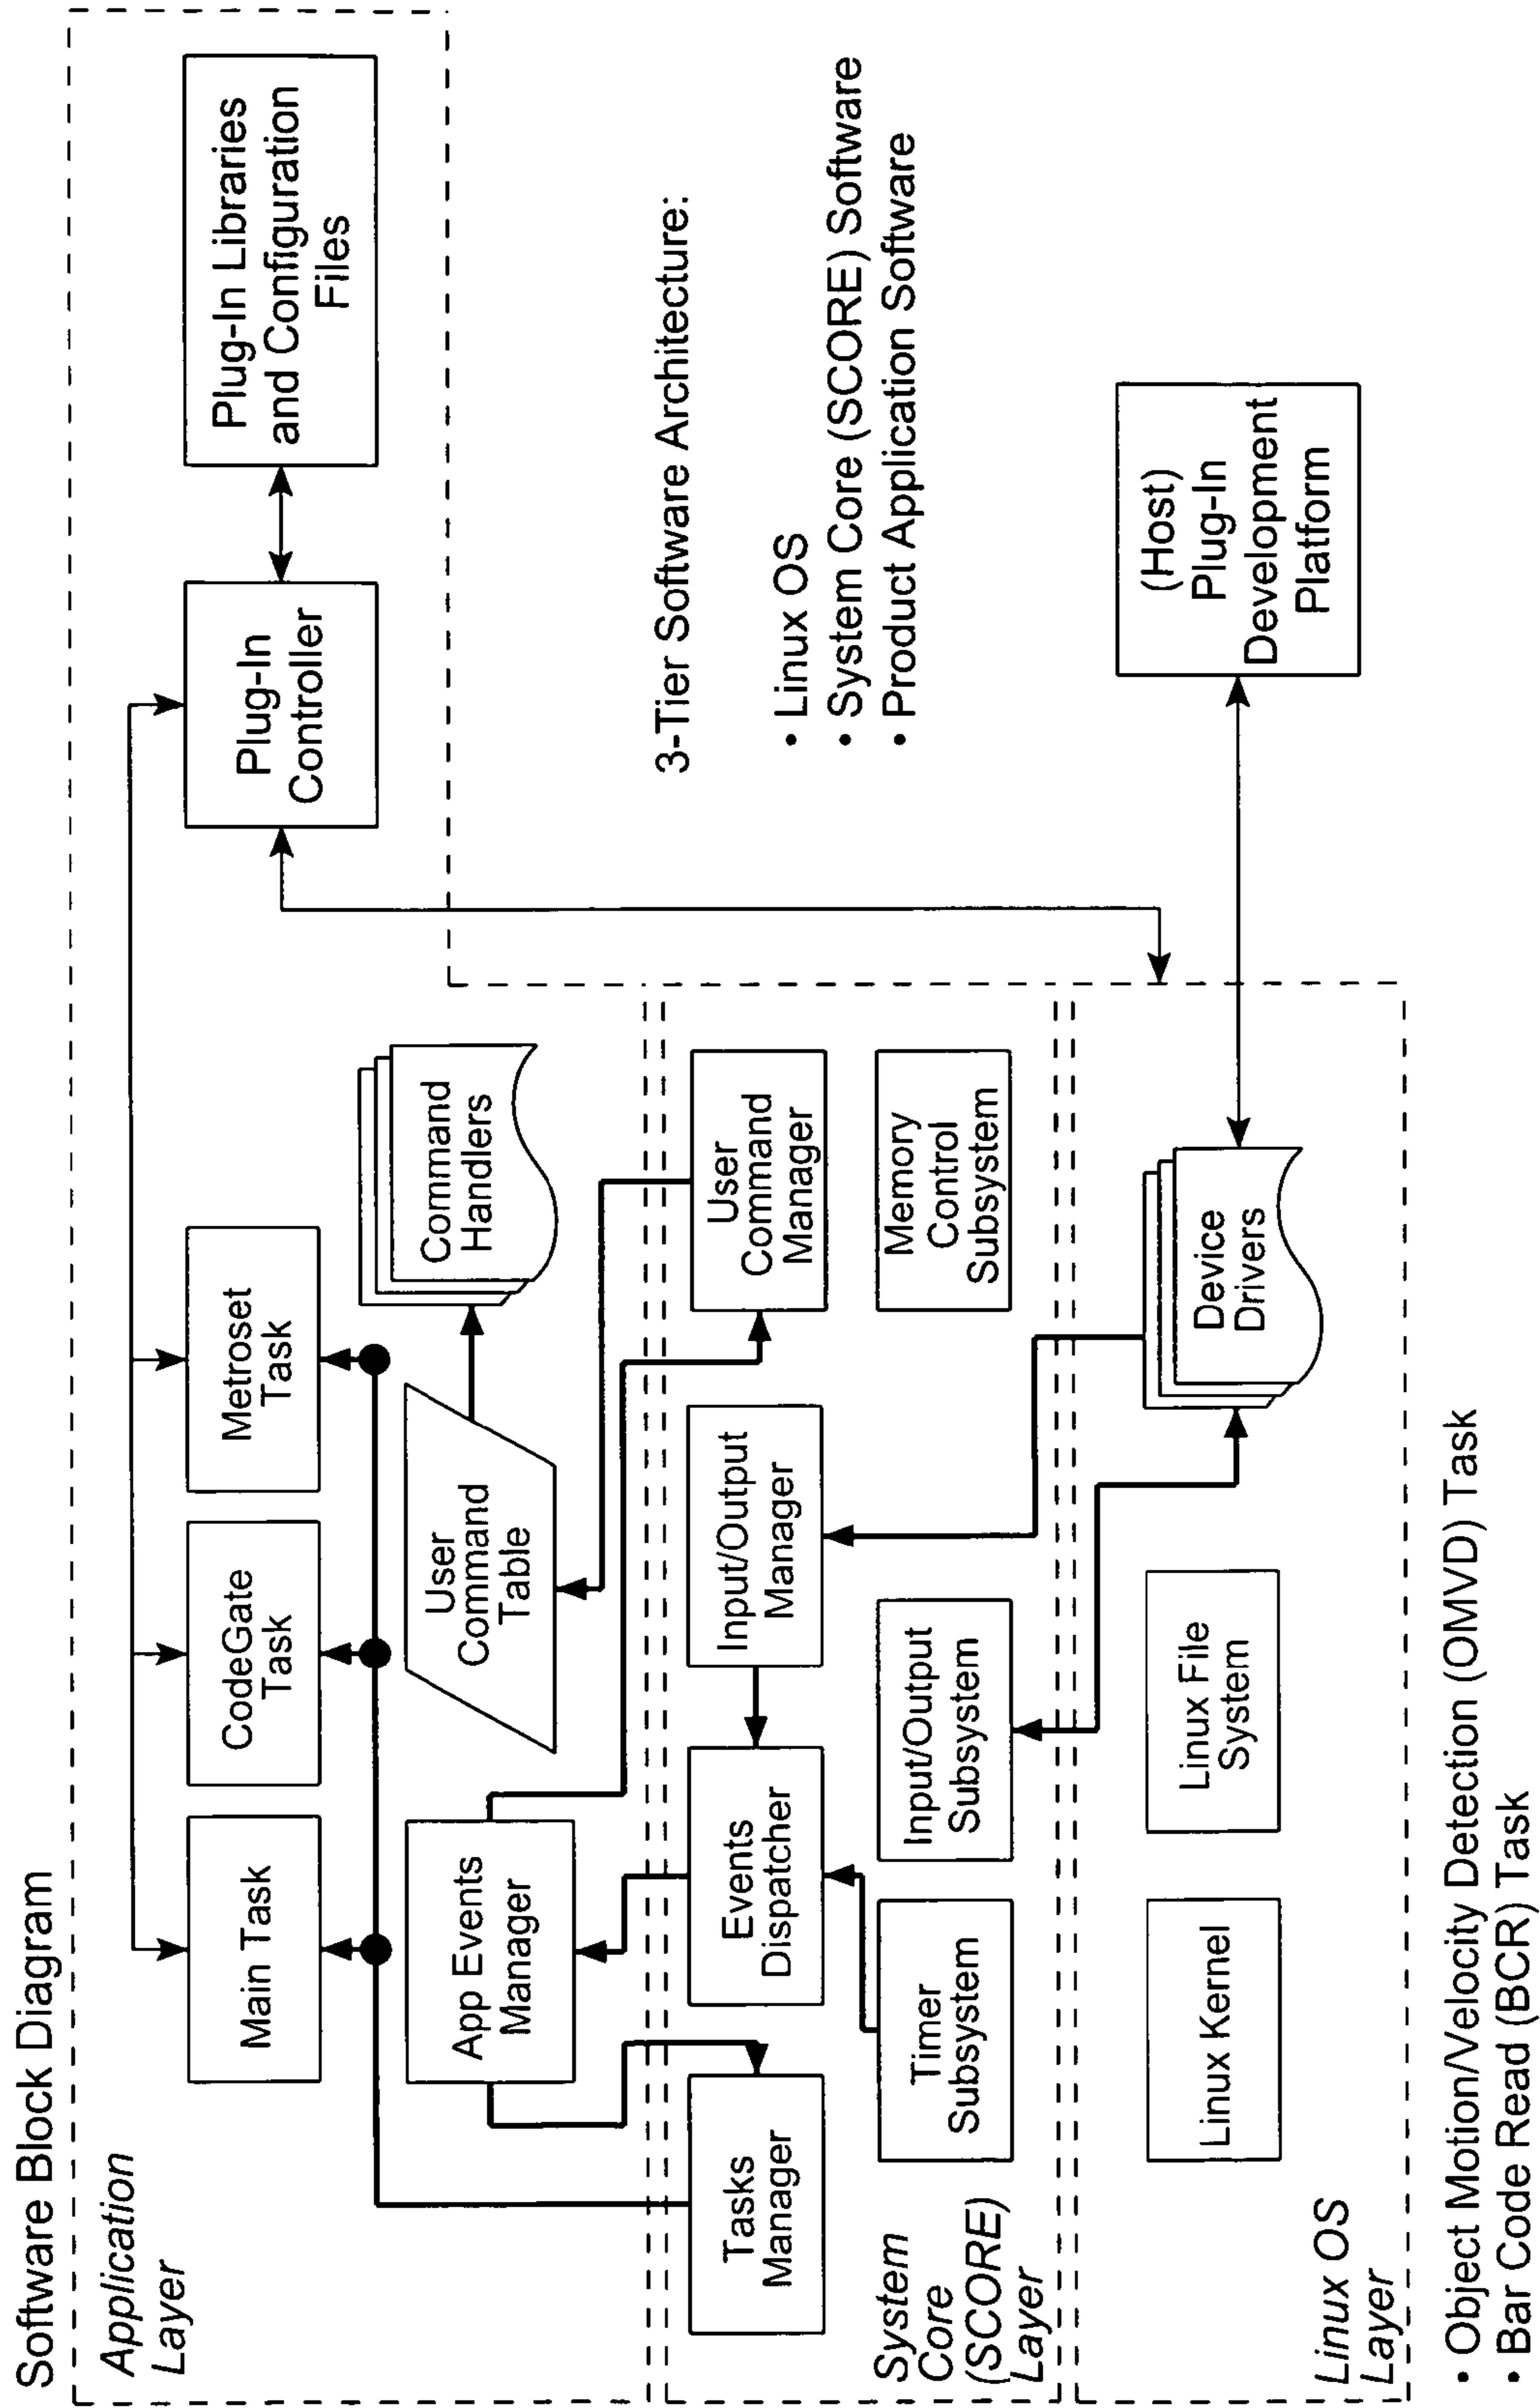 Software Block Diagram
Application
Layer
Main Task
CodeGate
Task
Metroset
Task
Plug-In
Controller
Plug-In Libraries
and Configuration
Files
App Events
Manager
User
Command
Table
Command
Handlers
3-Tier Software Architecture:
• Linux OS
• System Core (SCORE) Software
• Product Application Software
Tasks
Manager
Events
Dispatcher
Input/Output
Manager
User
Command
Manager
System
Core
(SCORE)
Layer
Timer
Subsystem
Input/Output
Subsystem
Memory
Control
Subsystem
Linux OS
Layer
Linux Kernel
Linux File
System
Device
Drivers
(Host)
Plug-In
Development
Platform
• Object Motion/Velocity Detection (OMVD) Task
• Bar Code Read (BCR) Task